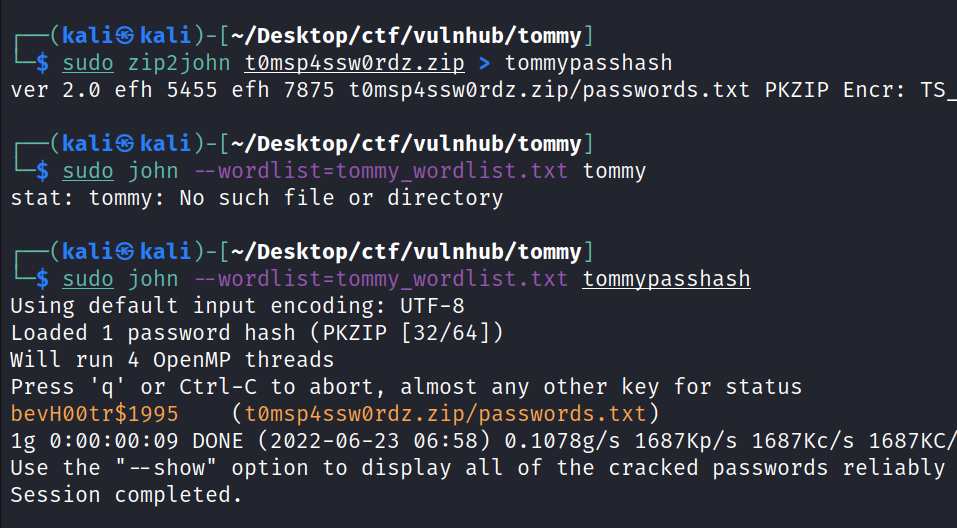 ┌──(kali㉿kali)-[~/Desktop/ctf/vulnhub/tommy]
└─$ sudo zip2john t0msp4ssw0rdz.zip > tommypasshash
ver 2.0 efh 5455 efh 7875 t0msp4ssw0rdz.zip/passwords.txt PKZIP Encr: TS_
┌──(kali㉿kali)-[~/Desktop/ctf/vulnhub/tommy]
└─$ sudo john --wordlist=tommy_wordlist.txt tommy
stat: tommy: No such file or directory
┌──(kali㉿kali)-[~/Desktop/ctf/vulnhub/tommy]
└─$ sudo john --wordlist=tommy_wordlist.txt tommypasshash
Using default input encoding: UTF-8
Loaded 1 password hash (PKZIP [32/64])
Will run 4 OpenMP threads
Press 'q' or Ctrl-C to abort, almost any other key for status
bevH00tr$1995    (t0msp4ssw0rdz.zip/passwords.txt)
1g 0:00:00:09 DONE (2022-06-23 06:58) 0.1078g/s 1687Kp/s 1687Kc/s 1687KC/
Use the "--show" option to display all of the cracked passwords reliably
Session completed.